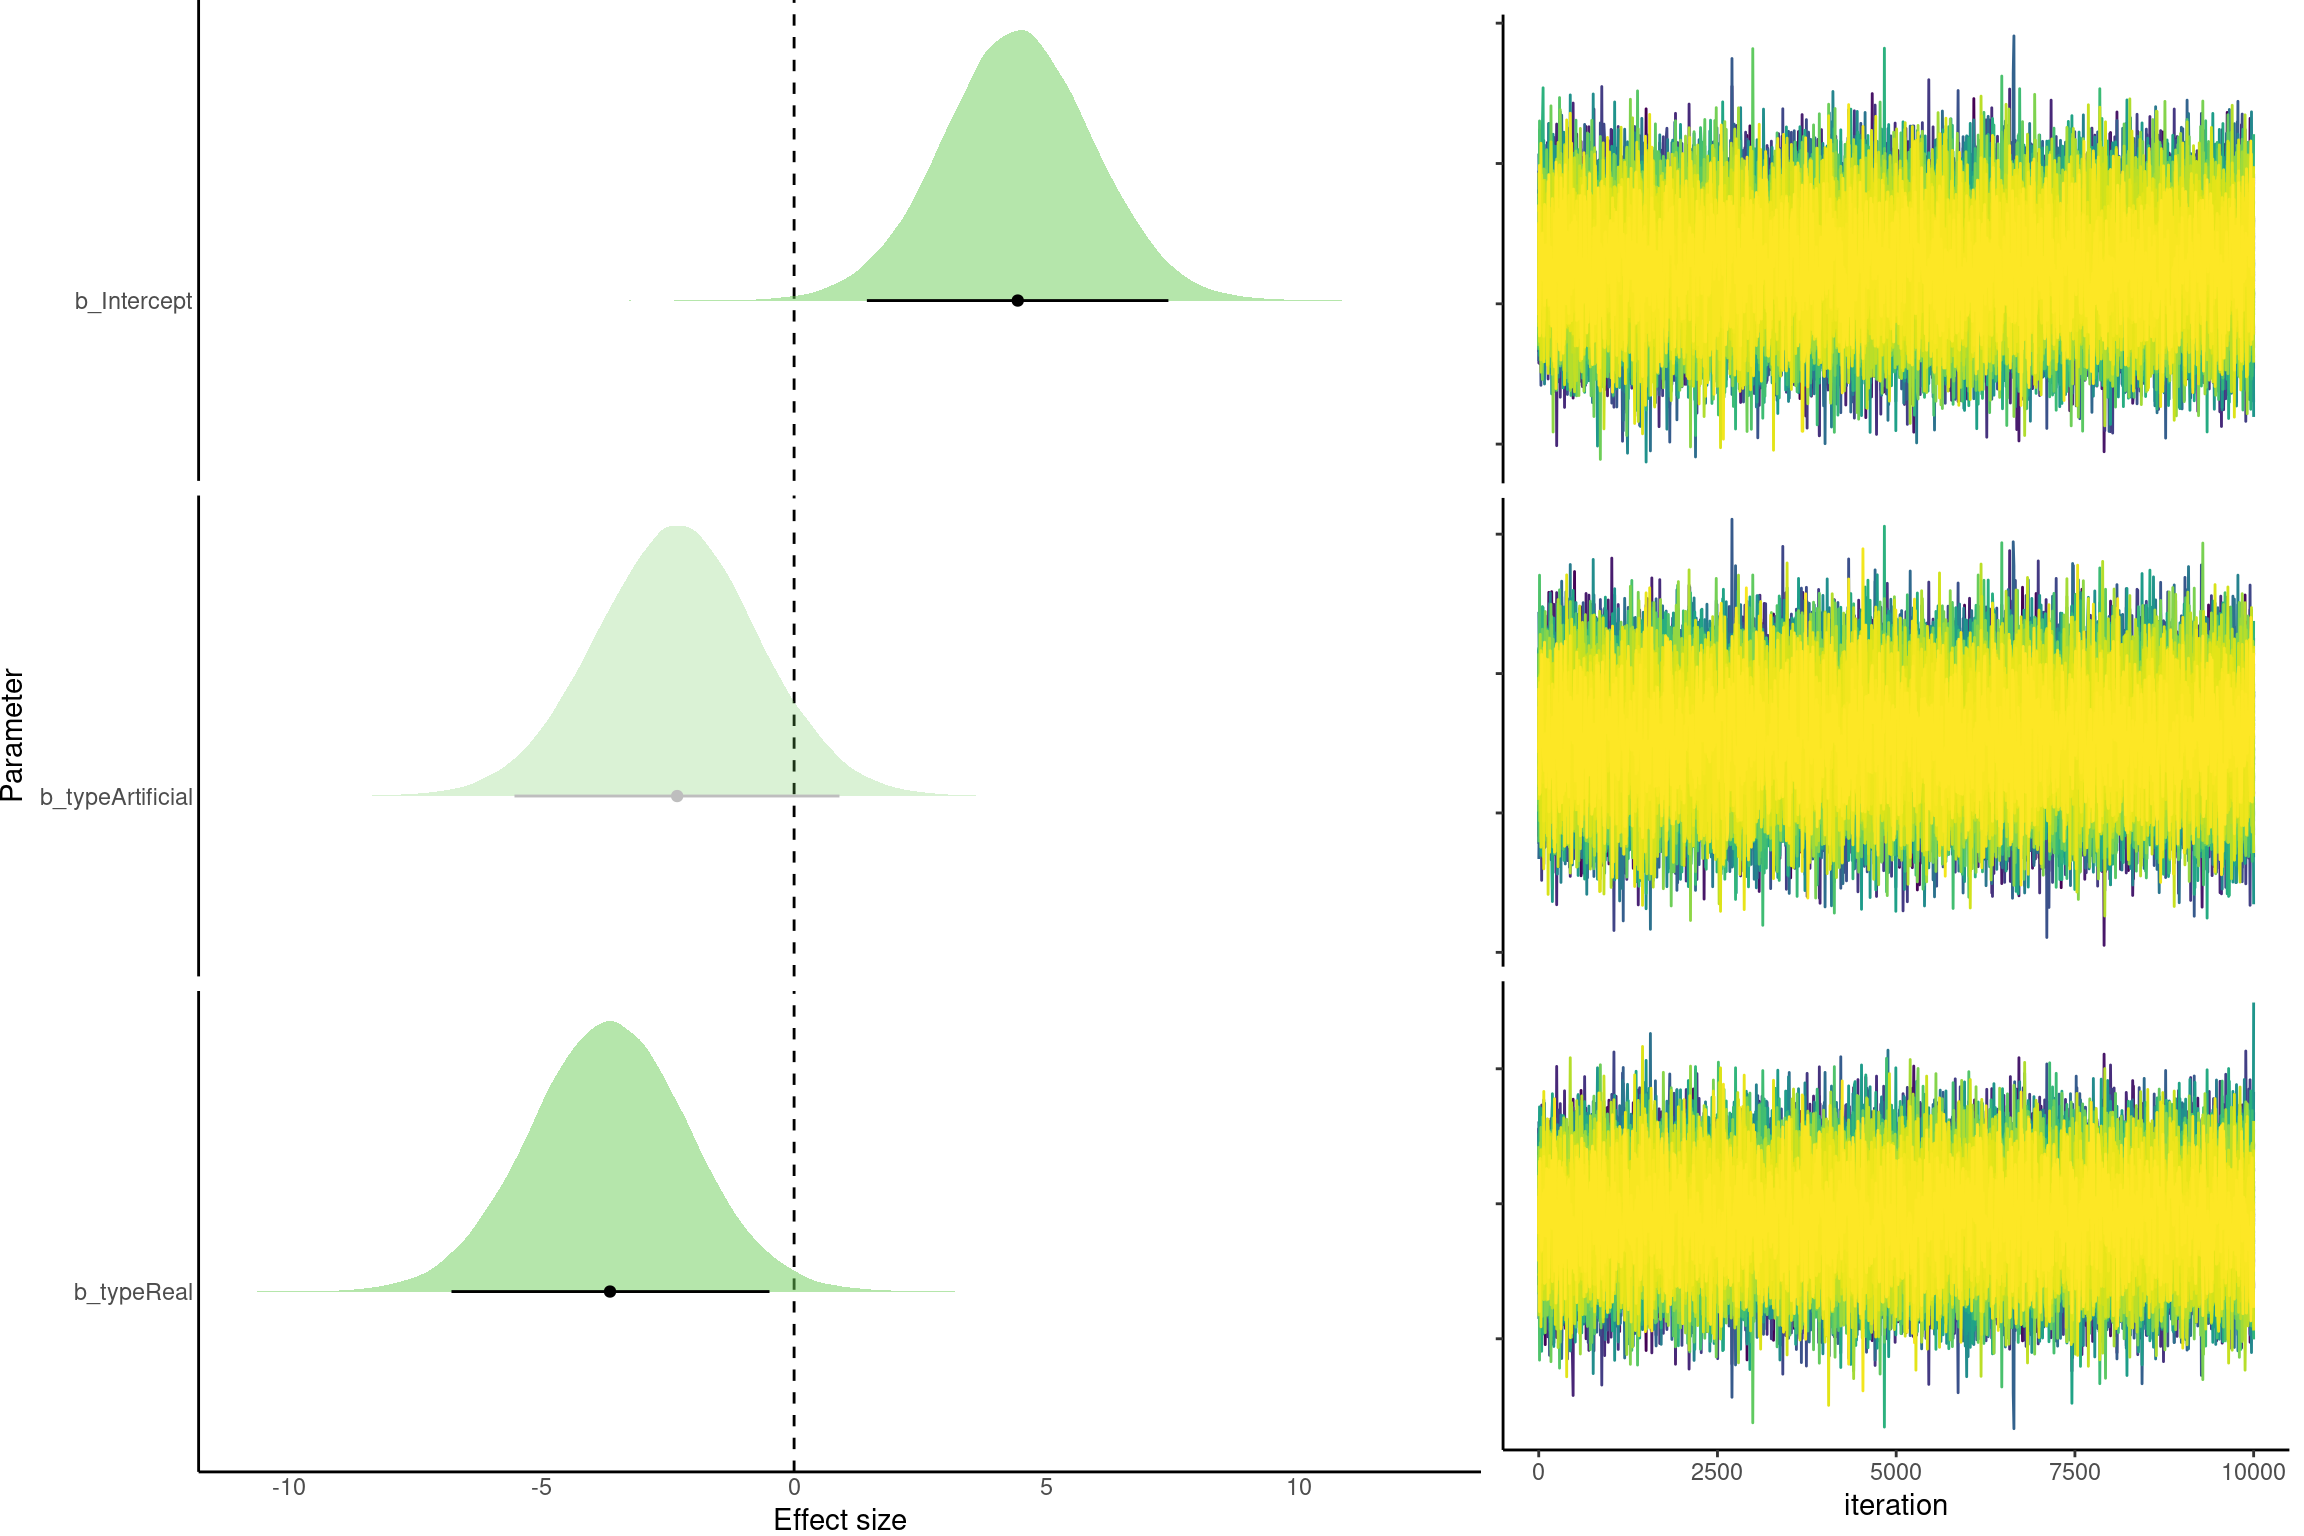 Parameter
b_Intercept
b_typeArtificial
b_typeReal
-10 -5 0 5 10
Effect size
0 2500 5000 7500 10000
iteration